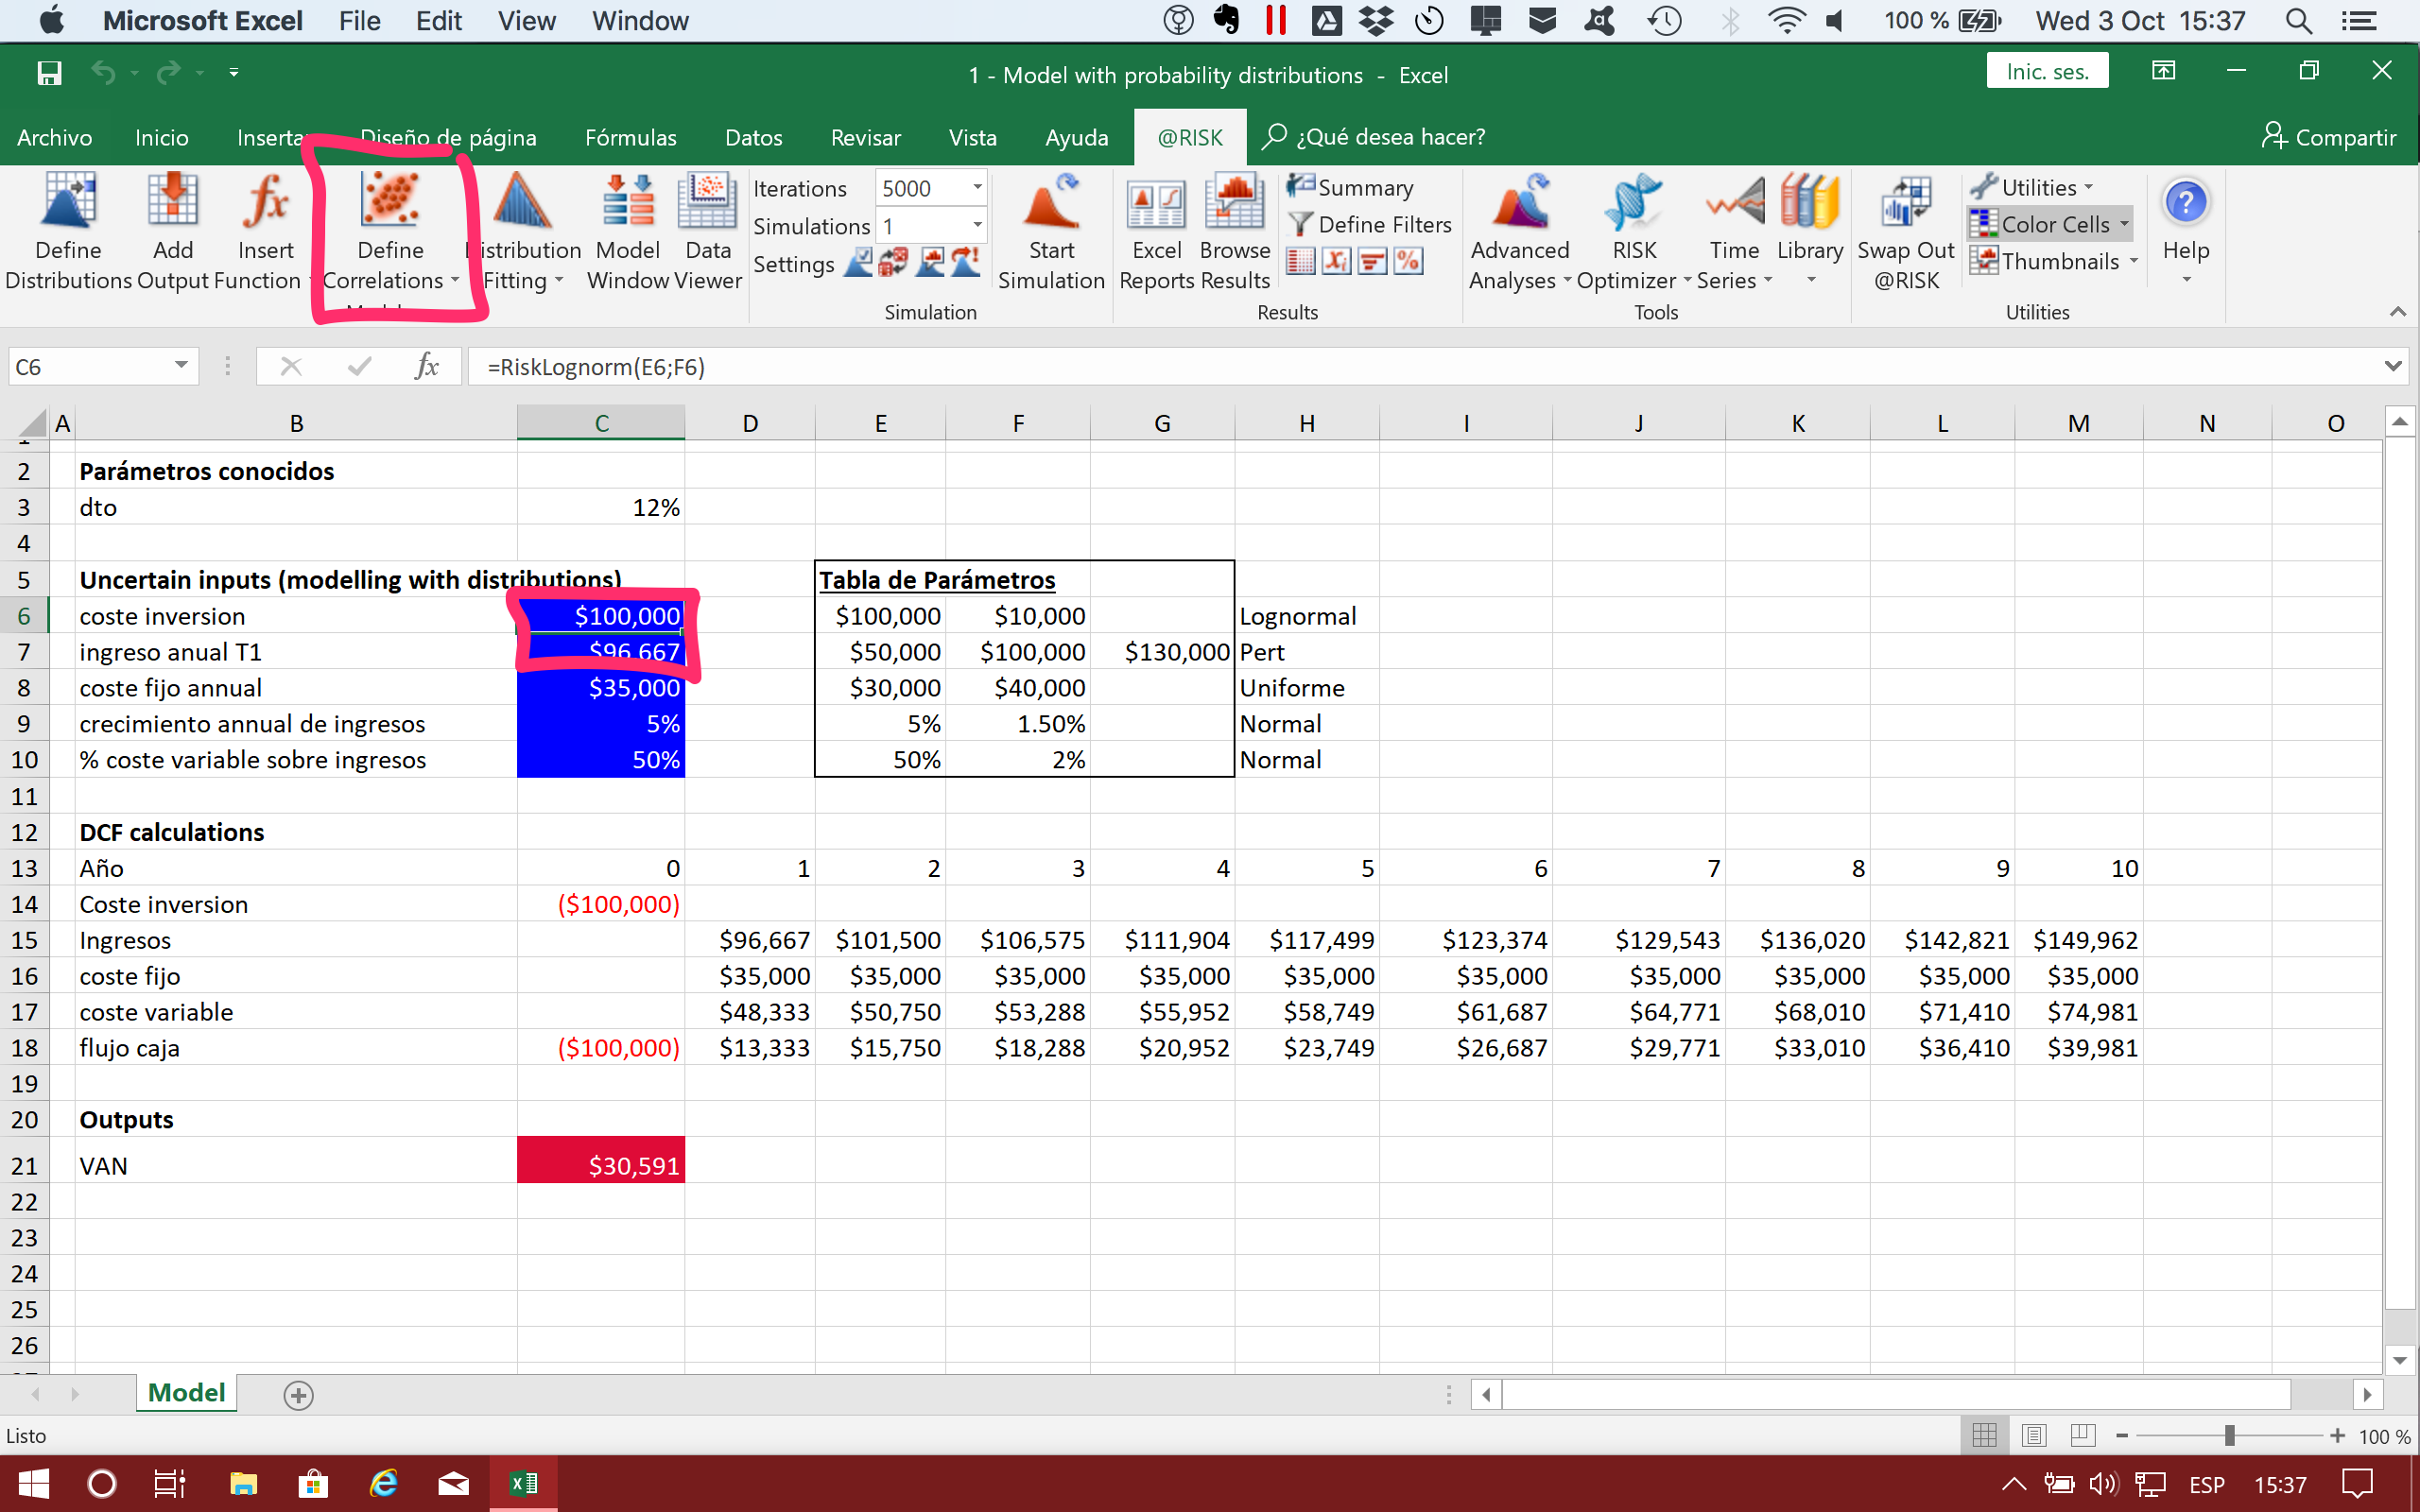 Microsoft Excel File Edit View Window 100 % Wed 3 Oct 15:37
1 - Model with probability distributions - Excel Inic. ses.
Archivo Inicio Insertar Diseño de página Fórmulas Datos Revisar Vista Ayuda @RISK ¿Qué desea hacer? Compartir
Define Distributions
Add Output
Insert Function
Define Correlations
Distribution Fitting
Model Window
Data Viewer
Iterations 5000
Simulations 1
Settings
Start Simulation
Simulation
Excel Reports
Browse Results
Summary
Define Filters
Results
Advanced Analyses
RISK Optimizer
Time Series
Library
Tools
Swap Out @RISK
Utilities
Color Cells
Thumbnails
Utilities
Help
C6 fx =RiskLognorm(E6;F6)
A B C D E F G H I J K L M N O
2 Parámetros conocidos
3 dto 12%
4
5 Uncertain inputs (modelling with distributions) Tabla de Parámetros
6 coste inversion $100,000 $100,000 $10,000 Lognormal
7 ingreso anual T1 $96,667 $50,000 $100,000 $130,000 Pert
8 coste fijo annual $35,000 $30,000 $40,000 Uniforme
9 crecimiento annual de ingresos 5% 5% 1.50% Normal
10 % coste variable sobre ingresos 50% 50% 2% Normal
11
12 DCF calculations
13 Año 0 1 2 3 4 5 6 7 8 9 10
14 Coste inversion ($100,000)
15 Ingresos $96,667 $101,500 $106,575 $111,904 $117,499 $123,374 $129,543 $136,020 $142,821 $149,962
16 coste fijo $35,000 $35,000 $35,000 $35,000 $35,000 $35,000 $35,000 $35,000 $35,000 $35,000
17 coste variable $48,333 $50,750 $53,288 $55,952 $58,749 $61,687 $64,771 $68,010 $71,410 $74,981
18 flujo caja ($100,000) $13,333 $15,750 $18,288 $20,952 $23,749 $26,687 $29,771 $33,010 $36,410 $39,981
19
20 Outputs
21 VAN $30,591
22
23
24
25
26
Model
Listo 100 %
ESP 15:37